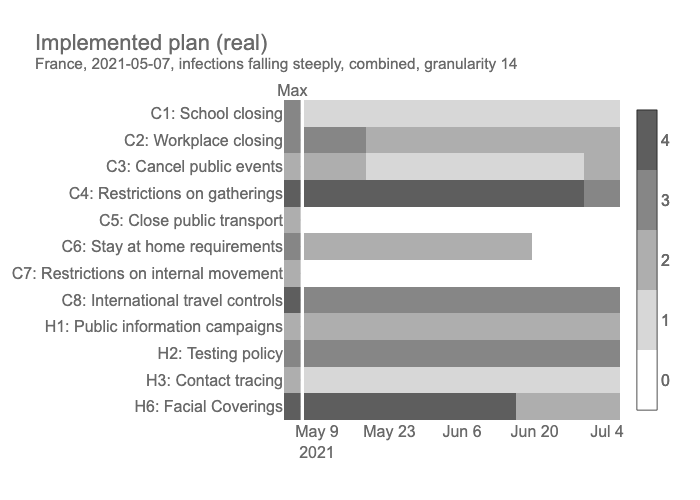 Implemented plan (real)
France, 2021-05-07, infections falling steeply, combined, granularity 14
Max
C1: School closing
C2: Workplace closing
C3: Cancel public events
C4: Restrictions on gatherings
C5: Close public transport
C6: Stay at home requirements
C7: Restrictions on internal movement
C8: International travel controls
H1: Public information campaigns
H2: Testing policy
H3: Contact tracing
H6: Facial Coverings
May 9 May 23 Jun 6 Jun 20 Jul 4
2021
4
3
2
1
0